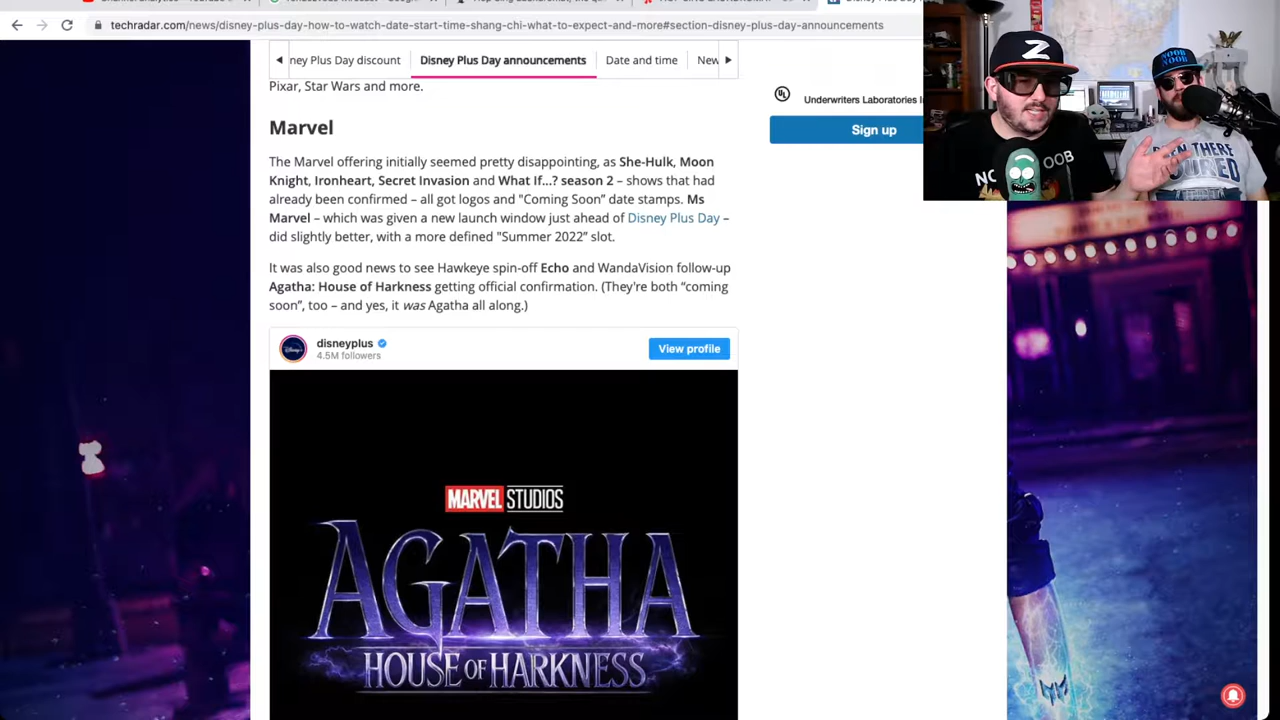 techradar.com/news/disney-plus-day-how-to-watch-date-start-time-shang-chi-what-to-expect-and-more#section-disney-plus-day-announcements
ney Plus Day discount
Disney Plus Day announcements
Date and time
New
Pixar, Star Wars and more.
Marvel
The Marvel offering initially seemed pretty disappointing, as She-Hulk, Moon
Knight, Ironheart, Secret Invasion and What If...? season 2 – shows that had
already been confirmed – all got logos and "Coming Soon" date stamps. Ms
Marvel – which was given a new launch window just ahead of Disney Plus Day –
did slightly better, with a more defined "Summer 2022" slot.
It was also good news to see Hawkeye spin-off Echo and WandaVision follow-up
Agatha: House of Harkness getting official confirmation. (They're both “coming
soon”, too – and yes, it was Agatha all along.)
disneyplus
4.5M followers
View profile
MARVEL STUDIOS
AGATHA
HOUSE OF HARKNESS
UL
Underwriters Laboratories
Sign up
Z
NOOB
NOOB
OOB